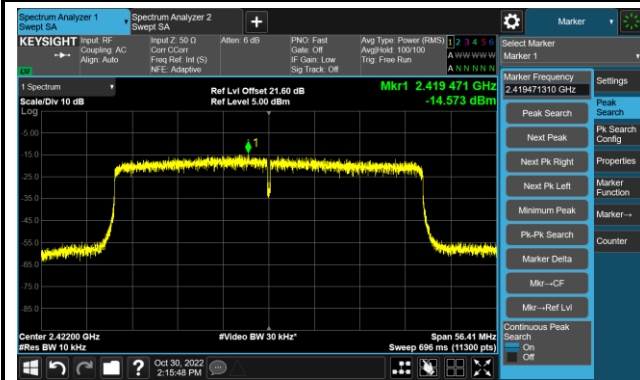 Spectrum Analyzer 1
Swept SA
Spectrum Analyzer 2
Swept SA
+
Marker
KEYSIGHT
Input: RF
Coupling: AC
Align: Auto
Input Z: 50 Ω
Corr CCorr
Freq Ref: Int (S)
NFE: Adaptive
Atten: 6 dB
PNO: Fast
Gate: Off
IF Gain: Low
Sig Track: Off
Avg Type: Power (RMS)
Avg|Hold: 100/100
Trig: Free Run
1 2 3 4 5 6
A W W W W W
A N N N N N
LV
Select Marker
Marker 1
1 Spectrum
Scale/Div 10 dB
Log
Ref Lvl Offset 21.60 dB
Ref Level 5.00 dBm
Mkr1 2.419 471 GHz
-14.573 dBm
1
-5.00
-15.0
-25.0
-35.0
-45.0
-55.0
-65.0
-75.0
-85.0
Center 2.42200 GHz
#Res BW 10 kHz
#Video BW 30 kHz*
Span 56.41 MHz
Sweep 696 ms (11300 pts)
Marker Frequency
2.419471310 GHz
Peak Search
Next Peak
Next Pk Right
Next Pk Left
Minimum Peak
Pk-Pk Search
Marker Delta
Mkr→CF
Mkr→Ref Lvl
Continuous Peak
Search
On
Off
Settings
Peak
Search
Pk Search
Config
Properties
Marker
Function
Marker→
Counter
?
Oct 30, 2022
2:15:48 PM